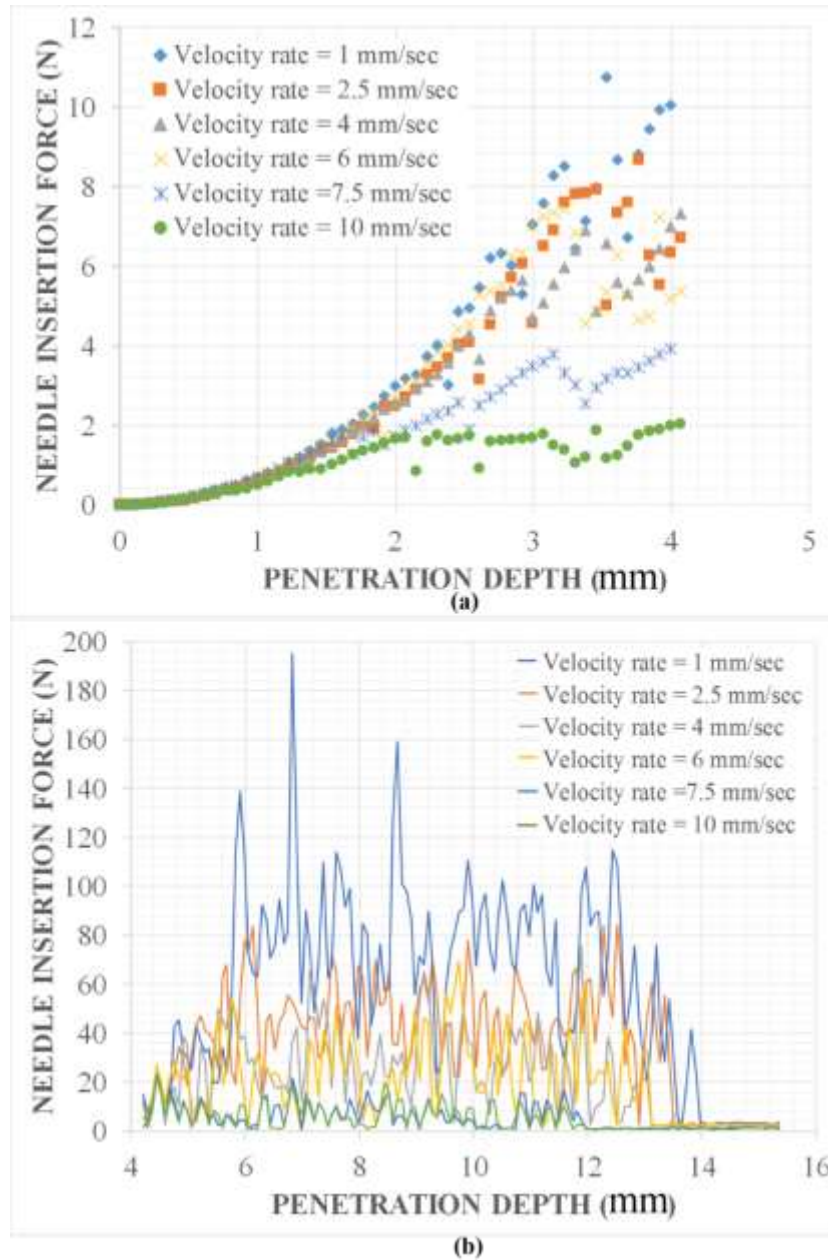 12
10
8
6
4
2
0
NEEDLE INSERTION FORCE (N)
Velocity rate = 1 mm/sec
Velocity rate = 2.5 mm/sec
Velocity rate = 4 mm/sec
Velocity rate = 6 mm/sec
Velocity rate =7.5 mm/sec
Velocity rate = 10 mm/sec
0 1 2 3 4 5
PENETRATION DEPTH (mm)
(a)
200
180
160
140
120
100
80
60
40
20
0
NEEDLE INSERTION FORCE (N)
Velocity rate = 1 mm/sec
Velocity rate = 2.5 mm/sec
Velocity rate = 4 mm/sec
Velocity rate = 6 mm/sec
Velocity rate =7.5 mm/sec
Velocity rate = 10 mm/sec
4 6 8 10 12 14 16
PENETRATION DEPTH (mm)
(b)